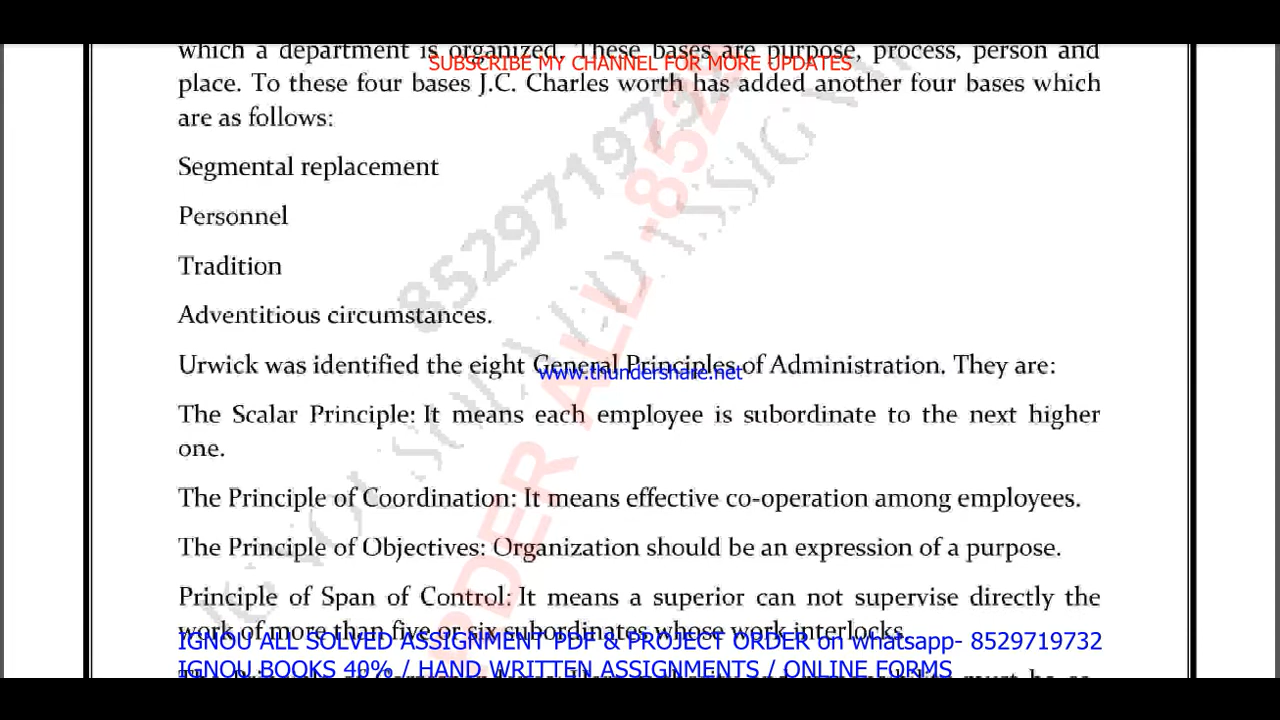 which a department is organized. These bases are purpose, process, person and
SUBSCRIBE MY CHANNEL FOR MORE UPDATES
place. To these four bases J.C. Charles worth has added another four bases which
are as follows:
Segmental replacement
Personnel
Tradition
Adventitious circumstances.
Urwick was identified the eight General Principles of Administration. They are:
www.thundershare.net
The Scalar Principle: It means each employee is subordinate to the next higher
one.
The Principle of Coordination: It means effective co-operation among employees.
The Principle of Objectives: Organization should be an expression of a purpose.
Principle of Span of Control: It means a superior can not supervise directly the
work of more than five or six subordinates whose work interlocks.
IGNOU ALL SOLVED ASSIGNMENT PDF & PROJECT ORDER on whatsapp- 8529719732
IGNOU BOOKS 40% / HAND WRITTEN ASSIGNMENTS / ONLINE FORMS
must be
8529719732